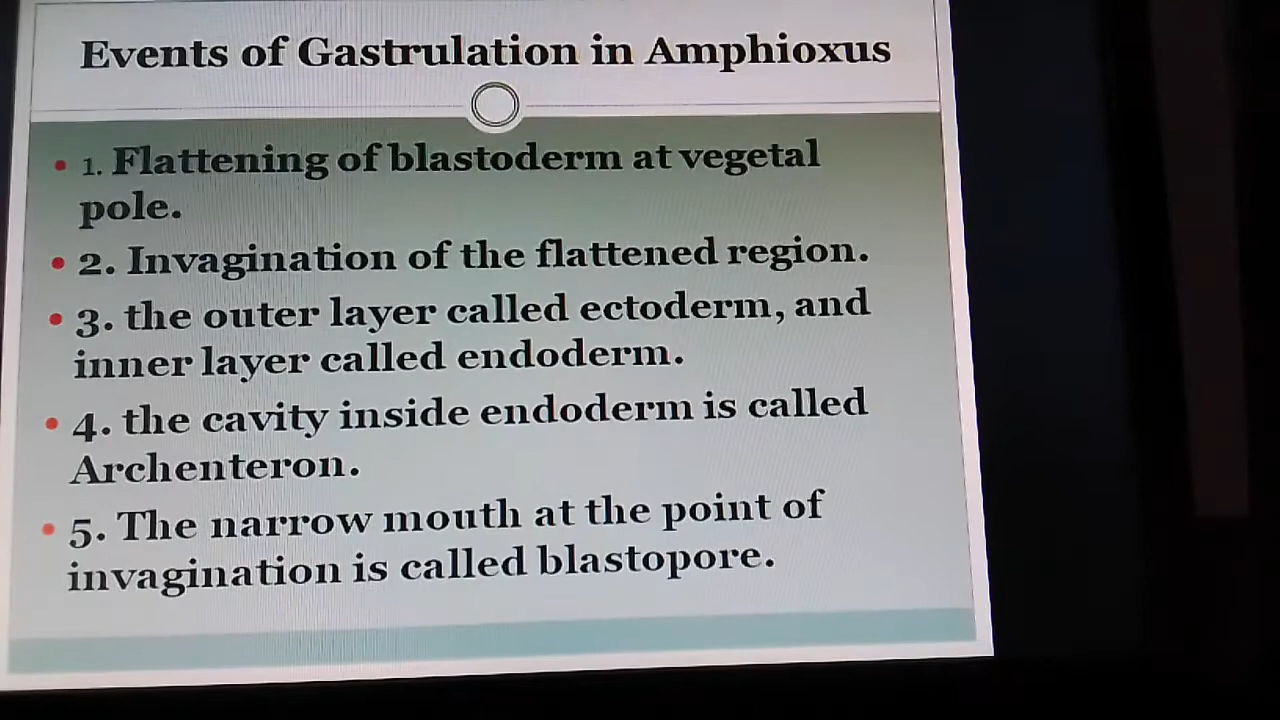 Events of Gastrulation in Amphioxus
• 1. Flattening of blastoderm at vegetal
pole.
• 2. Invagination of the flattened region.
• 3. the outer layer called ectoderm, and
inner layer called endoderm.
• 4. the cavity inside endoderm is called
Archenteron.
• 5. The narrow mouth at the point of
invagination is called blastopore.